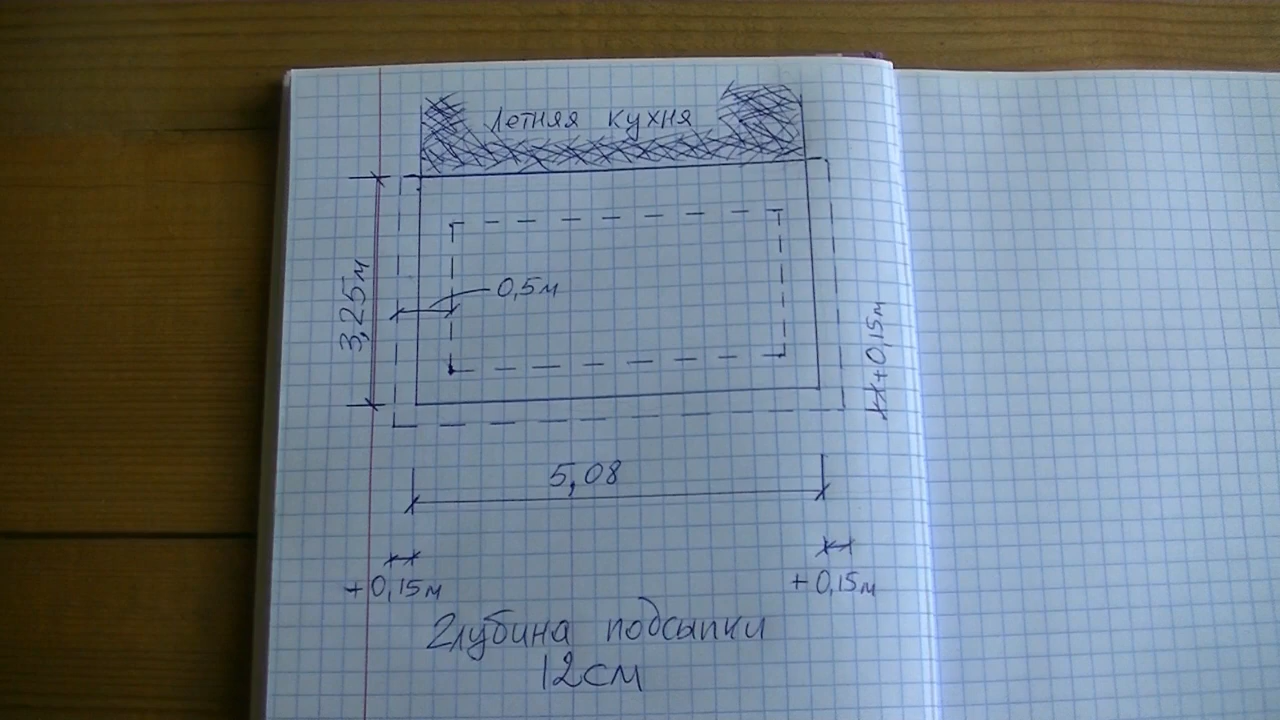 Летняя кухня
3,25м
0,5м
+0,15м
5,08
+0,15м
+0,15м
Глубина подсыпки
12см